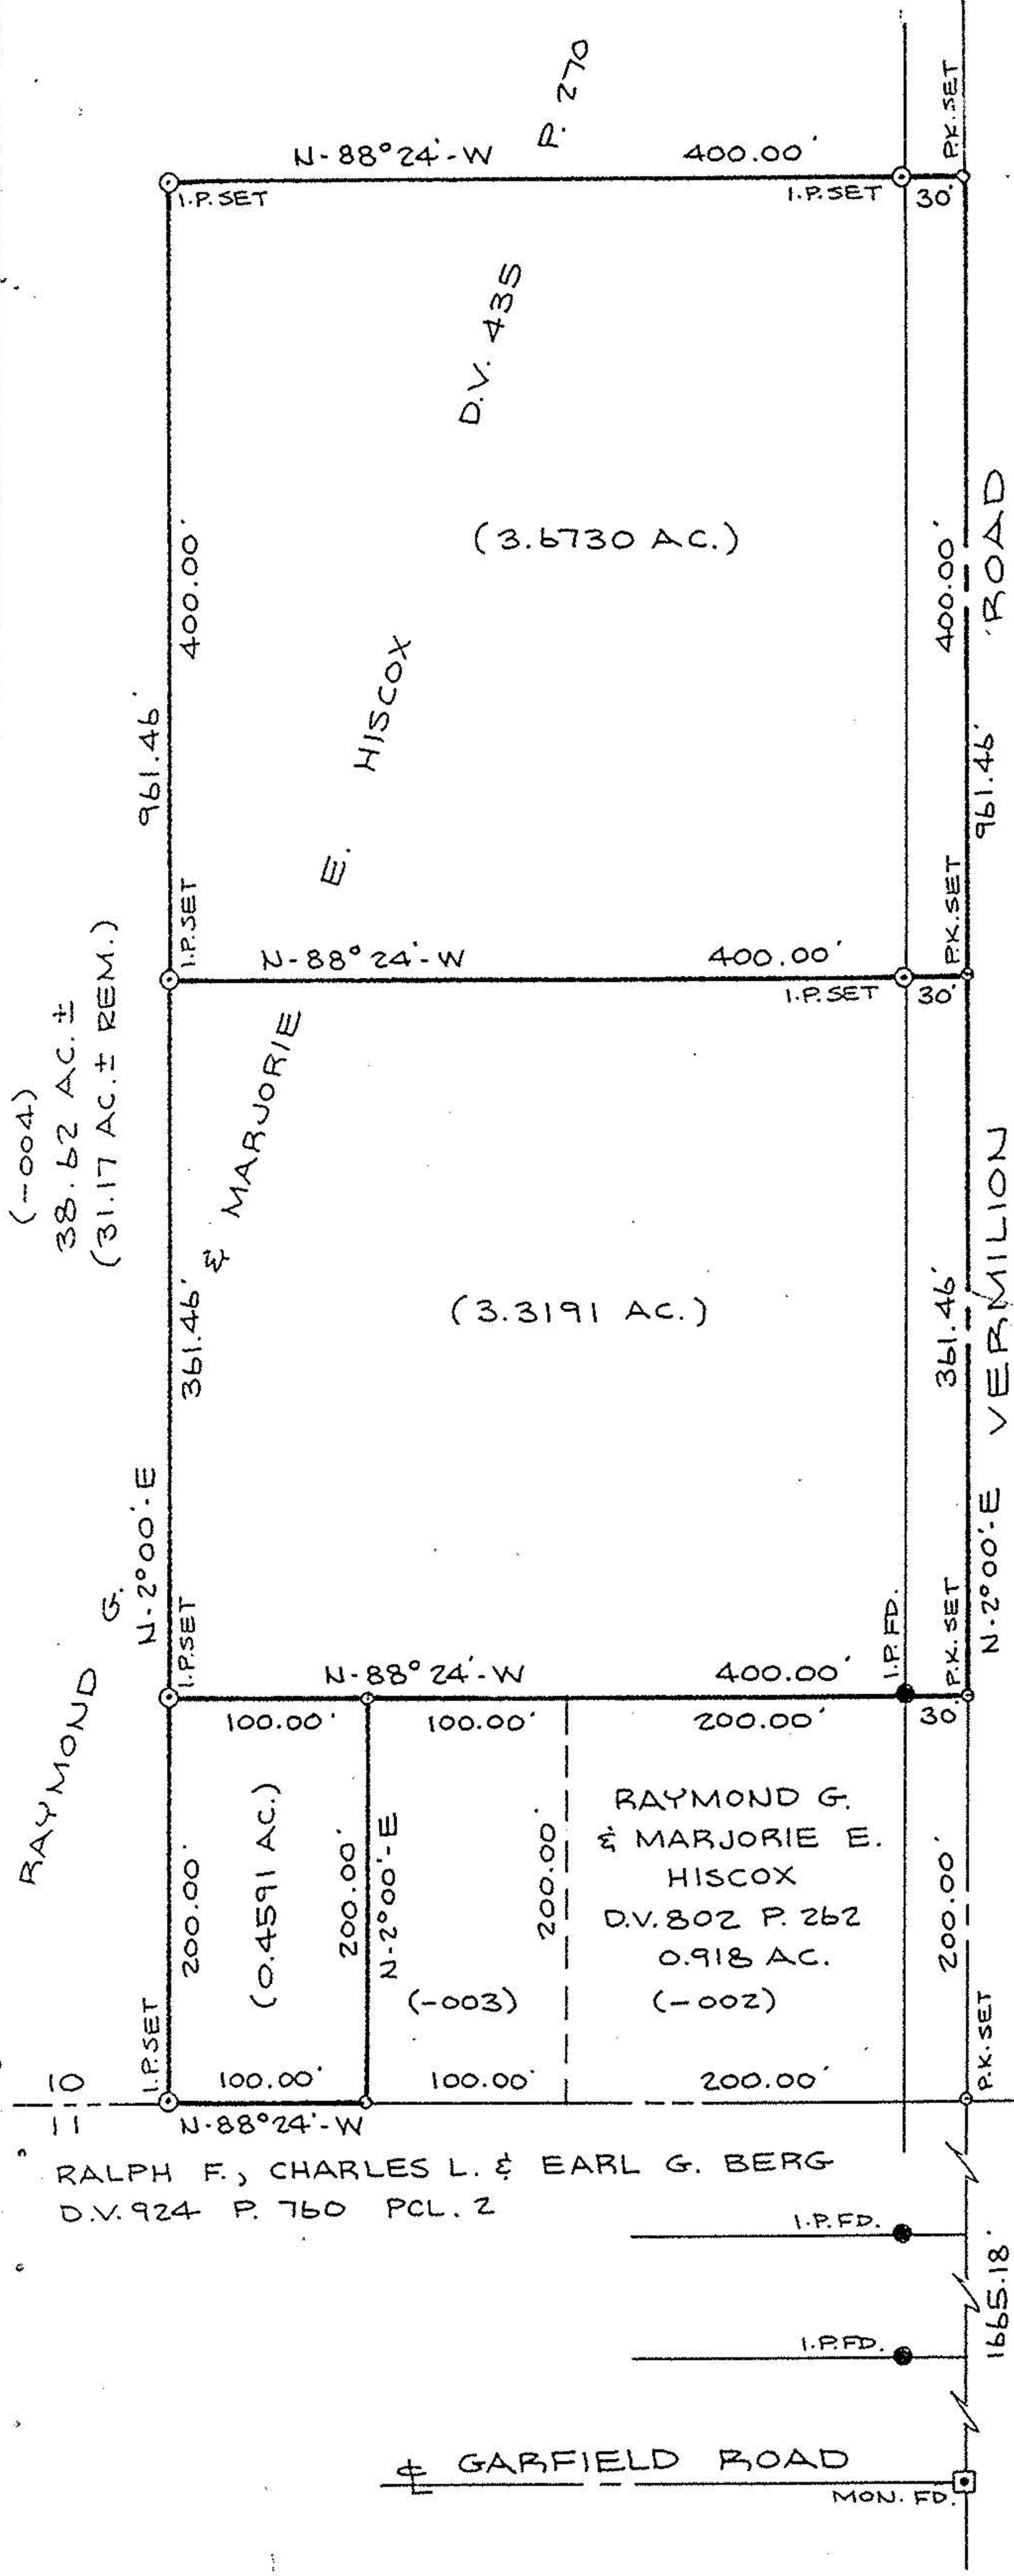 P. 270
P.K. SET
N-88°24'-W 400.00'
I.P. SET
I.P. SET
30'
D.V. 435
(3.6730 AC.)
400.00'
400.00'
ROAD
HISCOX
961.46'
961.46'
E.
I.P. SET
P.K. SET
N-88°24'-W 400.00'
I.P. SET
30'
(-004)
38.62 AC.±
(31.17 AC.± REM.)
& MARJORIE
361.46'
(3.3191 AC.)
361.46'
VERMILION
N-2°00'-E
N-2°00'-E
G.
RAYMOND
I.P. SET
I.P. FD.
P.K. SET
N-88°24'-W 400.00'
100.00' 100.00' 200.00' 30'
200.00'
(0.4591 AC.)
200.00'
N-2°00'-E
200.00'
(-003)
RAYMOND G.
& MARJORIE E.
HISCOX
D.V. 802 P. 262
0.918 AC.
(-002)
200.00'
I.P. SET
P.K. SET
100.00' 100.00' 200.00'
10
11
N-88°24'-W
RALPH F., CHARLES L. & EARL G. BERG
D.V. 924 P. 760 PCL. 2
I.P. FD.
1665.18'
I.P. FD.
℄ GARFIELD ROAD
MON. FD.